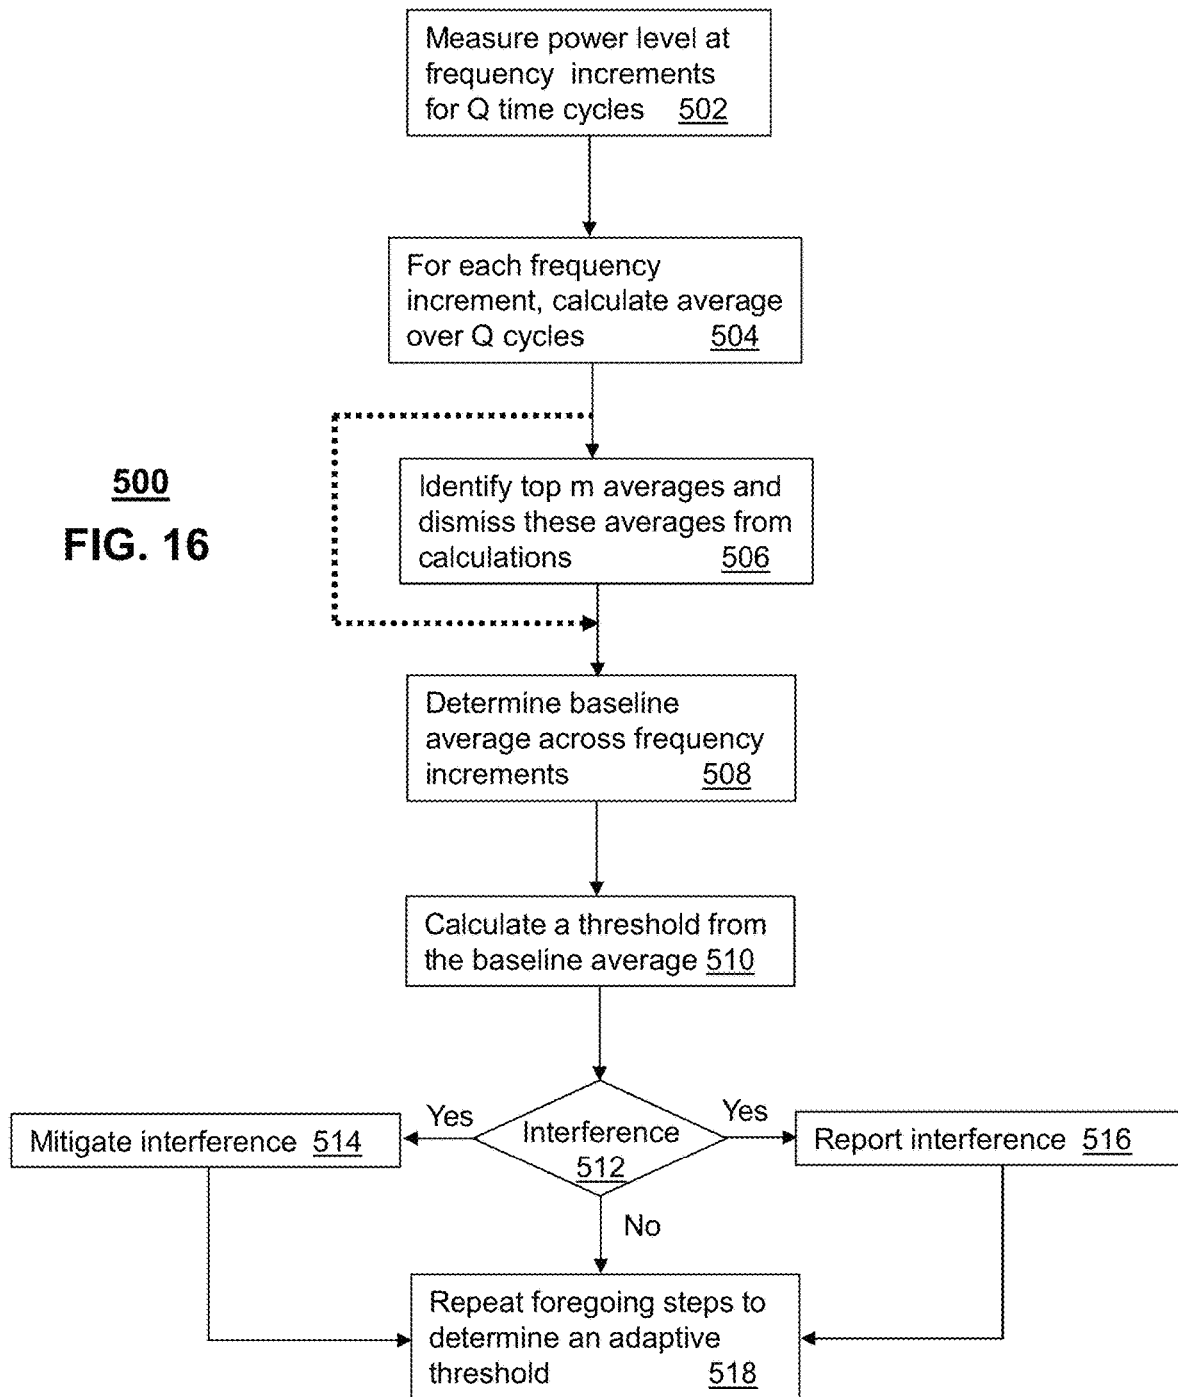 Measure power level at
frequency increments
for Q time cycles 502
For each frequency
increment, calculate average
over Q cycles 504
500
FIG. 16
Identify top m averages and
dismiss these averages from
calculations 506
Determine baseline
average across frequency
increments 508
Calculate a threshold from
the baseline average 510
Yes
Yes
Mitigate interference 514
Interference
512
Report interference 516
No
Repeat foregoing steps to
determine an adaptive
threshold 518